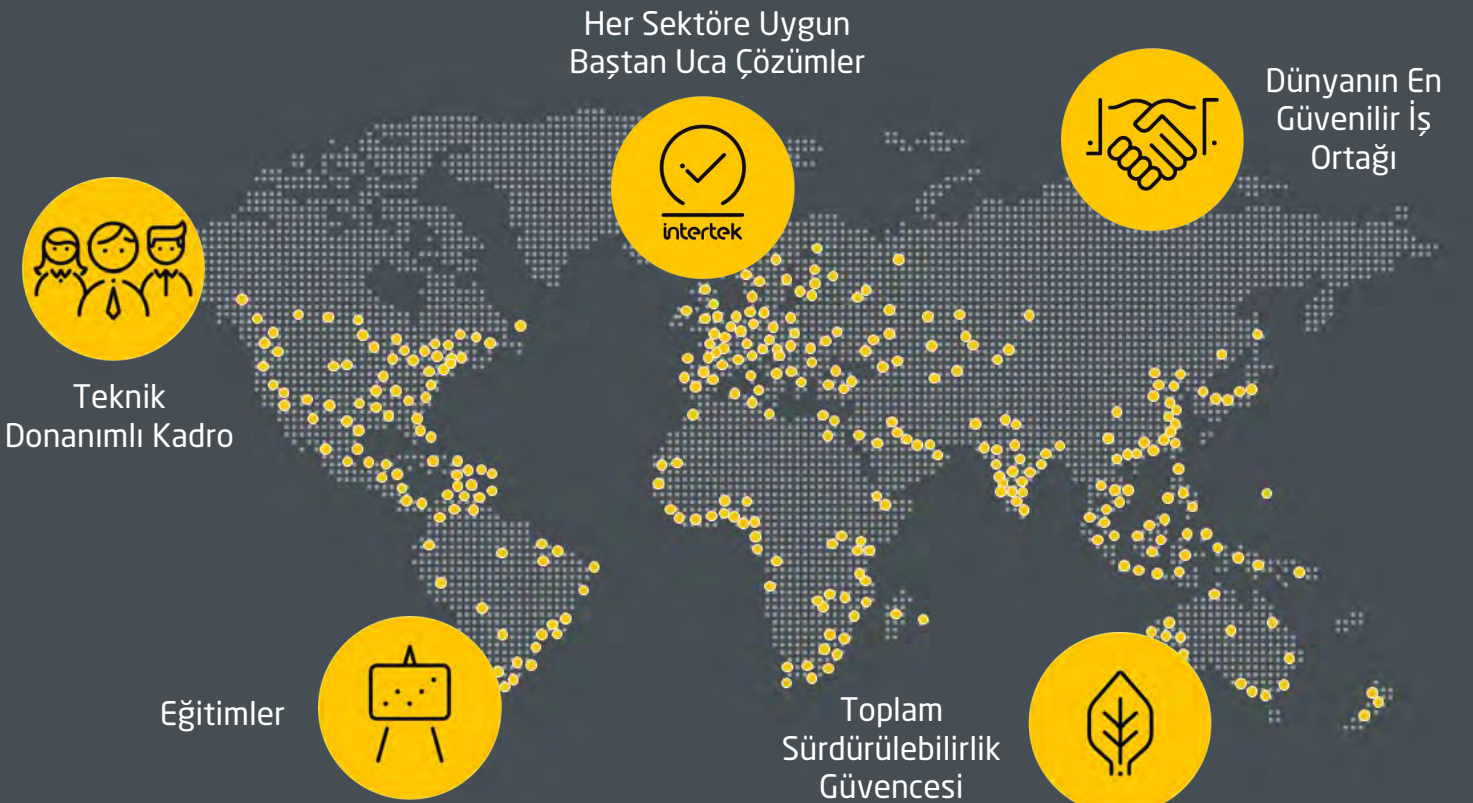 Her Sektöre Uygun
Baştan Uca Çözümler
intertek
Dünyanın En
Güvenilir İş
Ortağı
Teknik
Donanımlı Kadro
Eğitimler
Toplam
Sürdürülebilirlik
Güvencesi